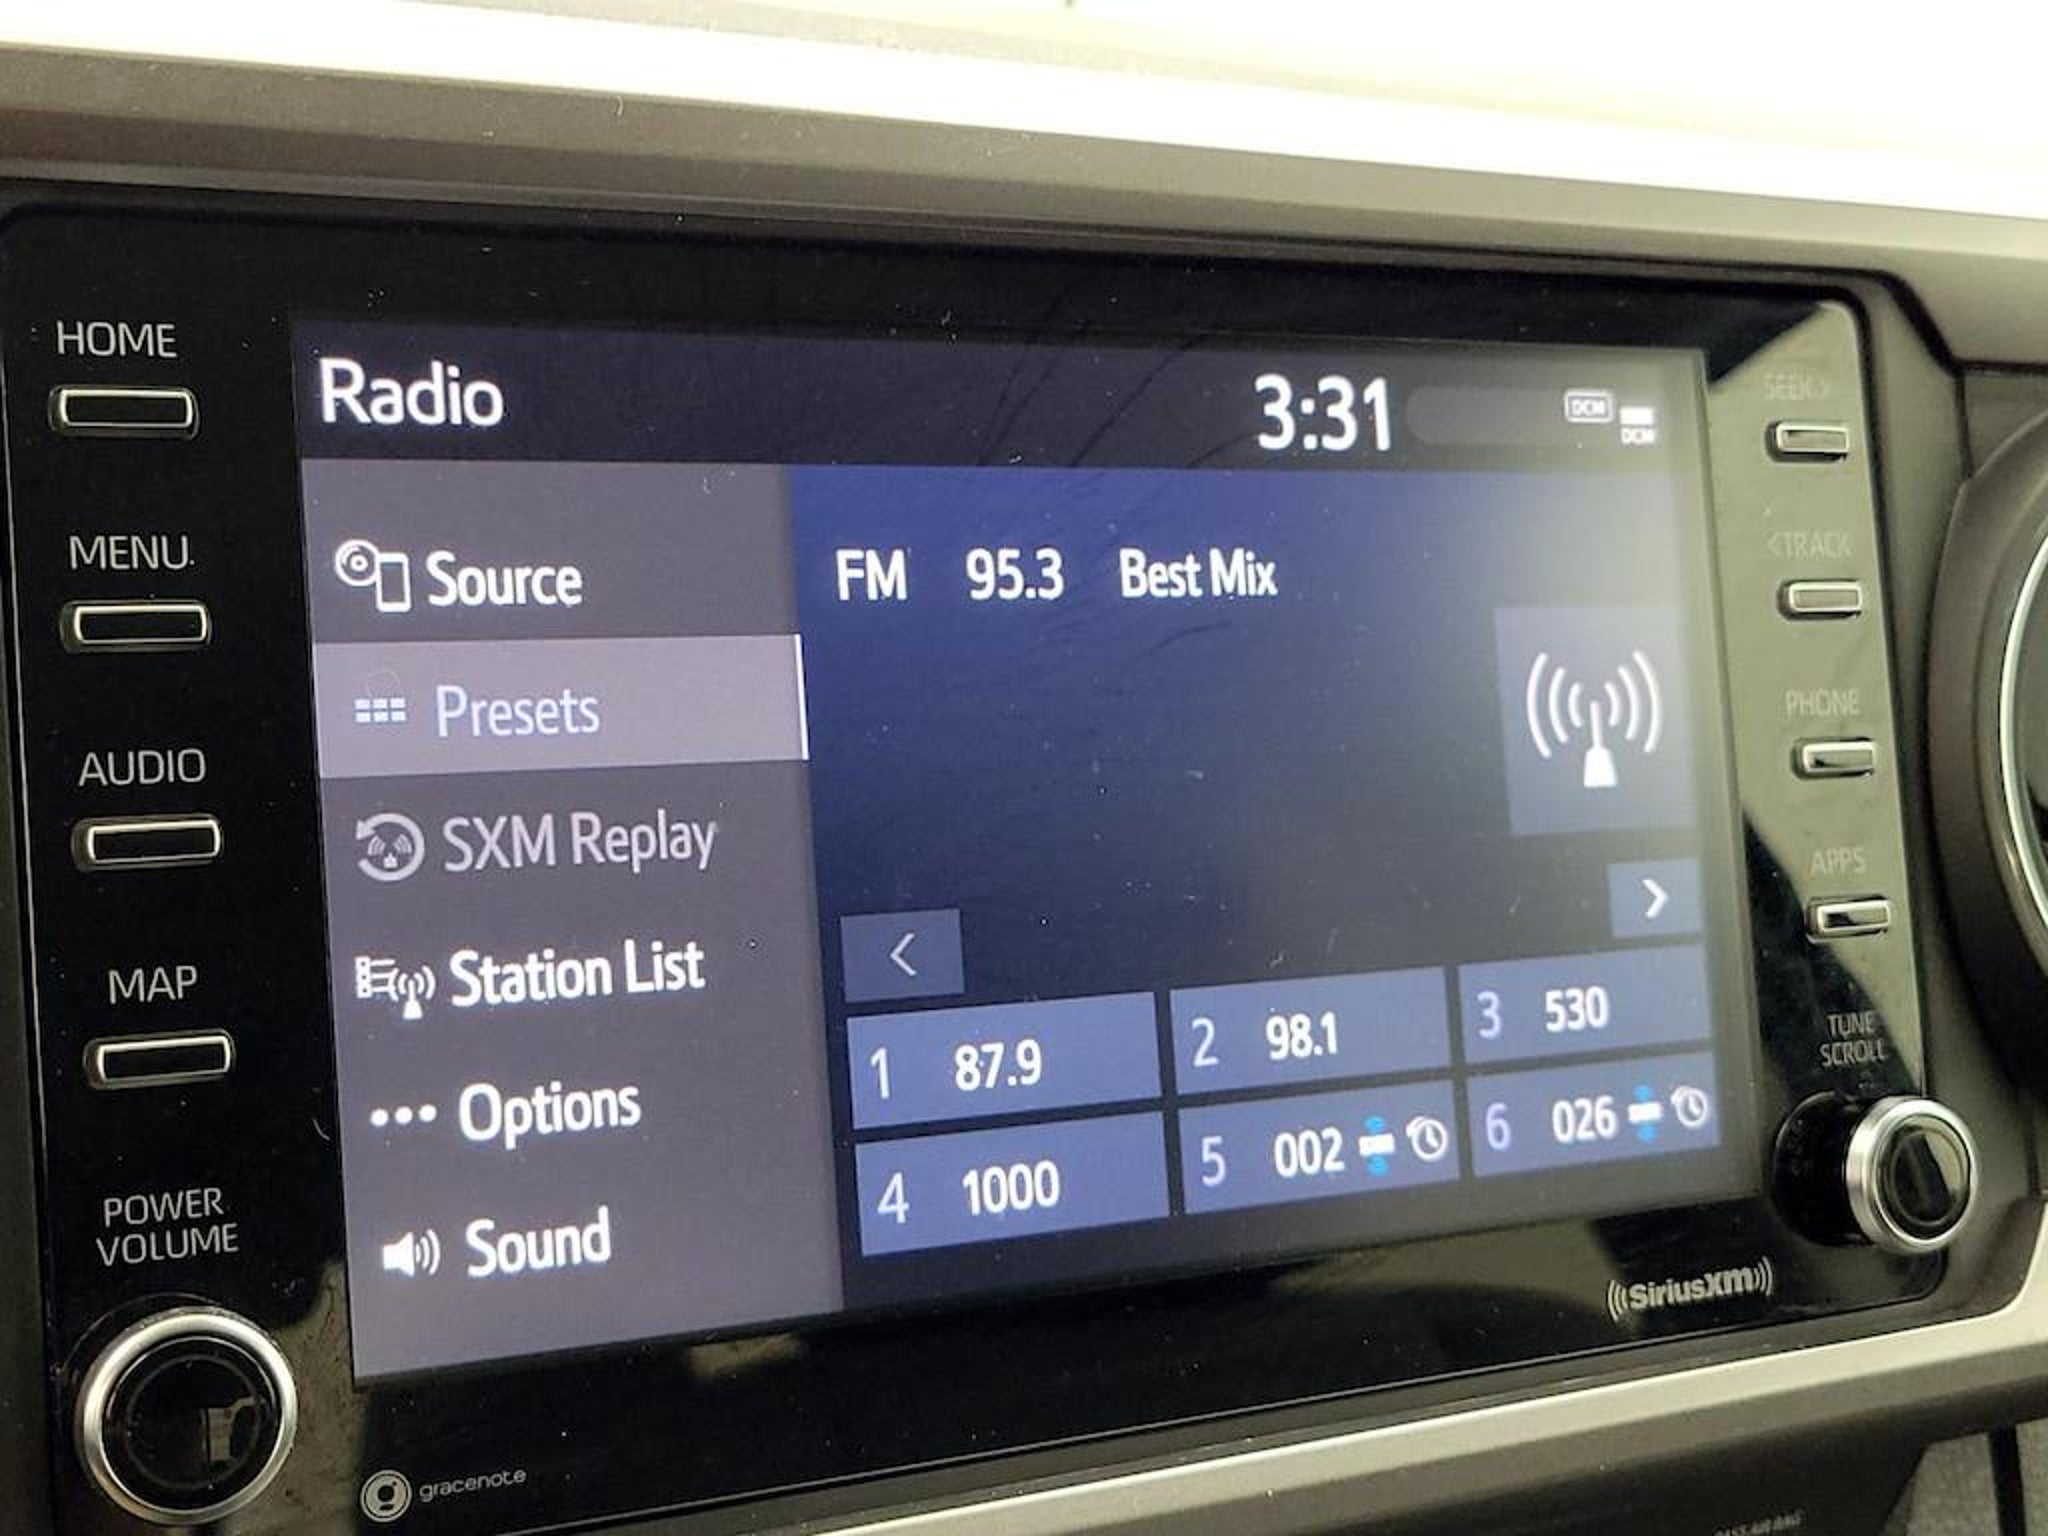 HOME
MENU
AUDIO
MAP
POWER
VOLUME
Radio
3:31
DCM
DCM
Source
Presets
SXM Replay
Station List
Options
Sound
FM 95.3 Best Mix
<
>
1 87.9
2 98.1
3 530
4 1000
5 002
6 026
SEEK>
<TRACK
PHONE
APPS
TUNE
SCROLL
SiriusXM
gracenote